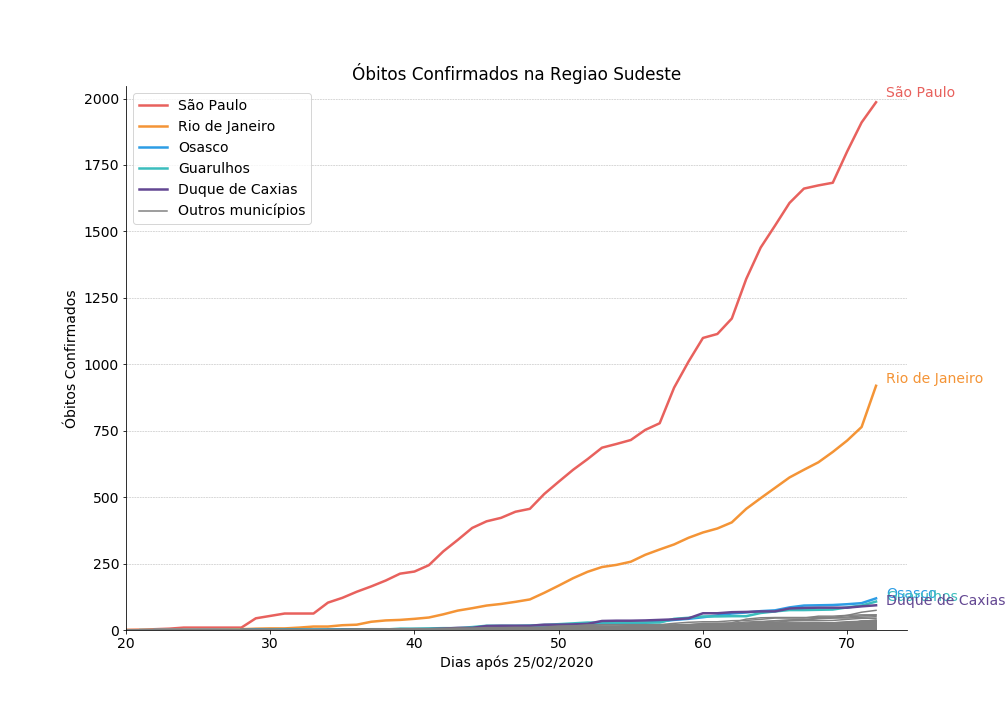 Óbitos Confirmados na Regiao Sudeste
São Paulo
Rio de Janeiro
Osasco
Guarulhos
Duque de Caxias
Outros municípios
2000
1750
1500
1250
1000
750
500
250
0
Óbitos Confirmados
20
30
40
50
60
70
Dias após 25/02/2020
São Paulo
Rio de Janeiro
Osasco
Guarulhos
Duque de Caxias